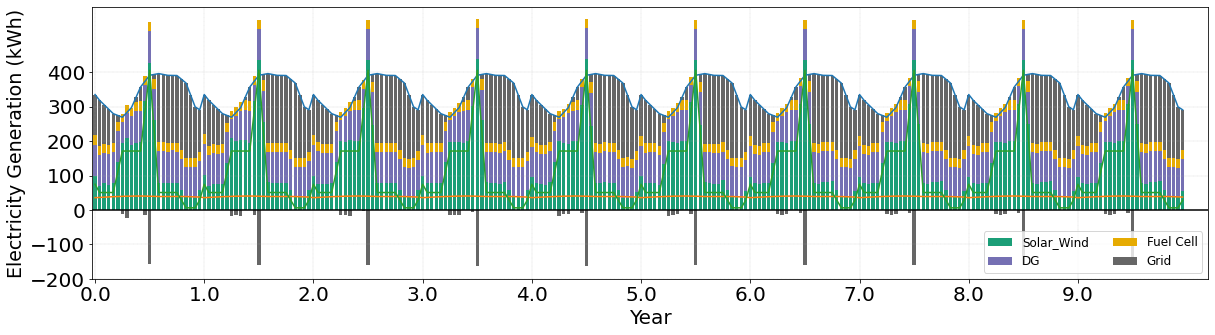 Electricity Generation (kWh)
400
300
200
100
0
−100
−200
0.0 1.0 2.0 3.0 4.0 5.0 6.0 7.0 8.0 9.0
Year
Solar_Wind Fuel Cell
DG Grid